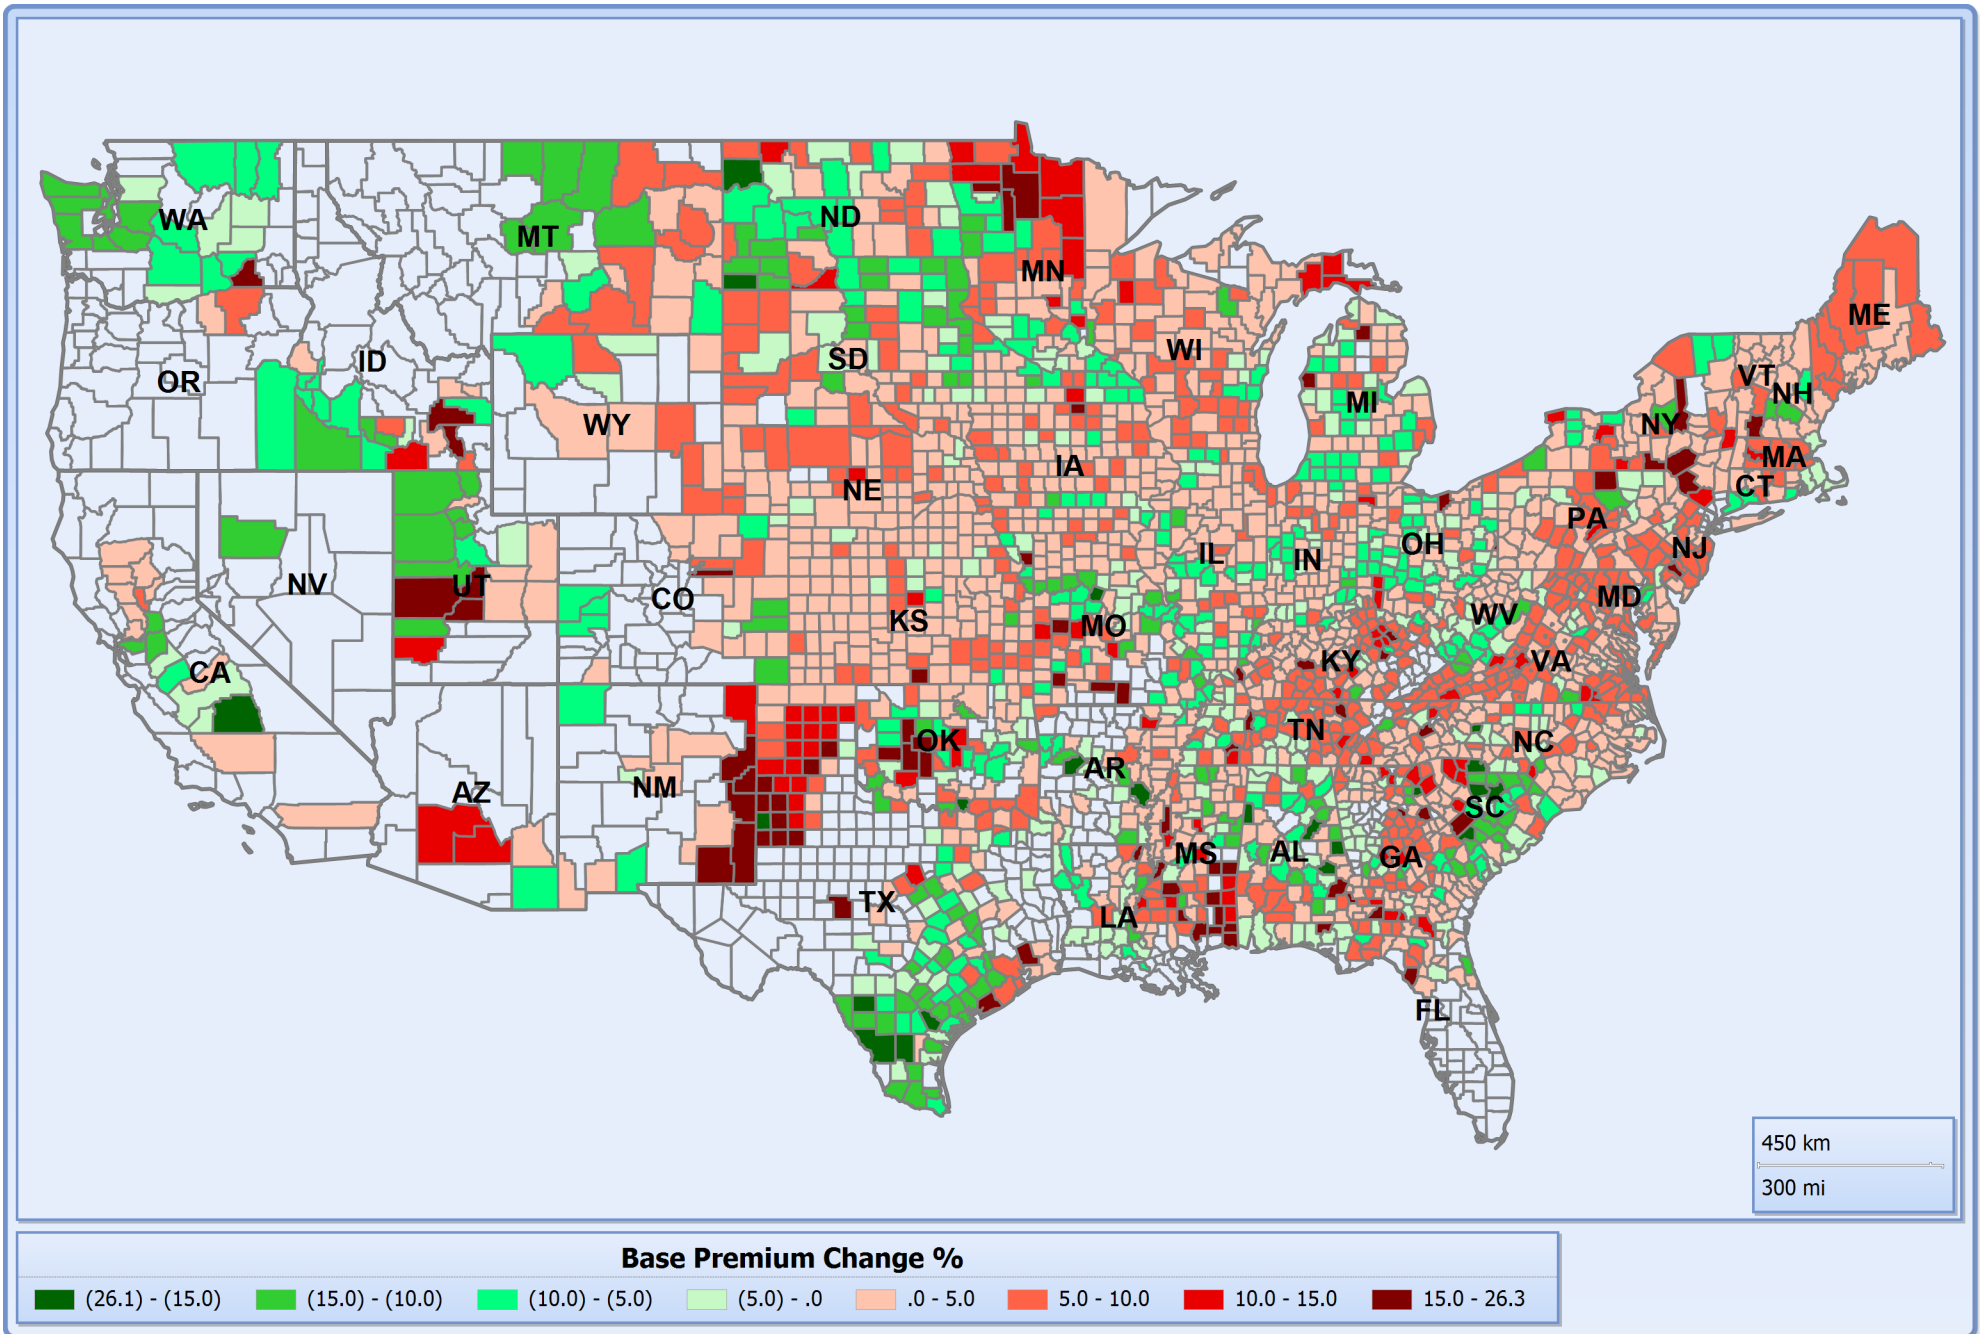 WA
MT
ND
MN
ME
OR
ID
SD
WI
VT
NH
MI
WY
NY
IA
MA
NE
CT
PA
NV
UT
CO
IL
IN
OH
NJ
MD
KS
MO
WV
CA
KY
VA
TN
OK
NC
AZ
NM
AR
SC
MS
AL
GA
TX
LA
FL
450 km
300 mi
Base Premium Change %
(26.1) - (15.0) (15.0) - (10.0) (10.0) - (5.0) (5.0) - .0 .0 - 5.0 5.0 - 10.0 10.0 - 15.0 15.0 - 26.3